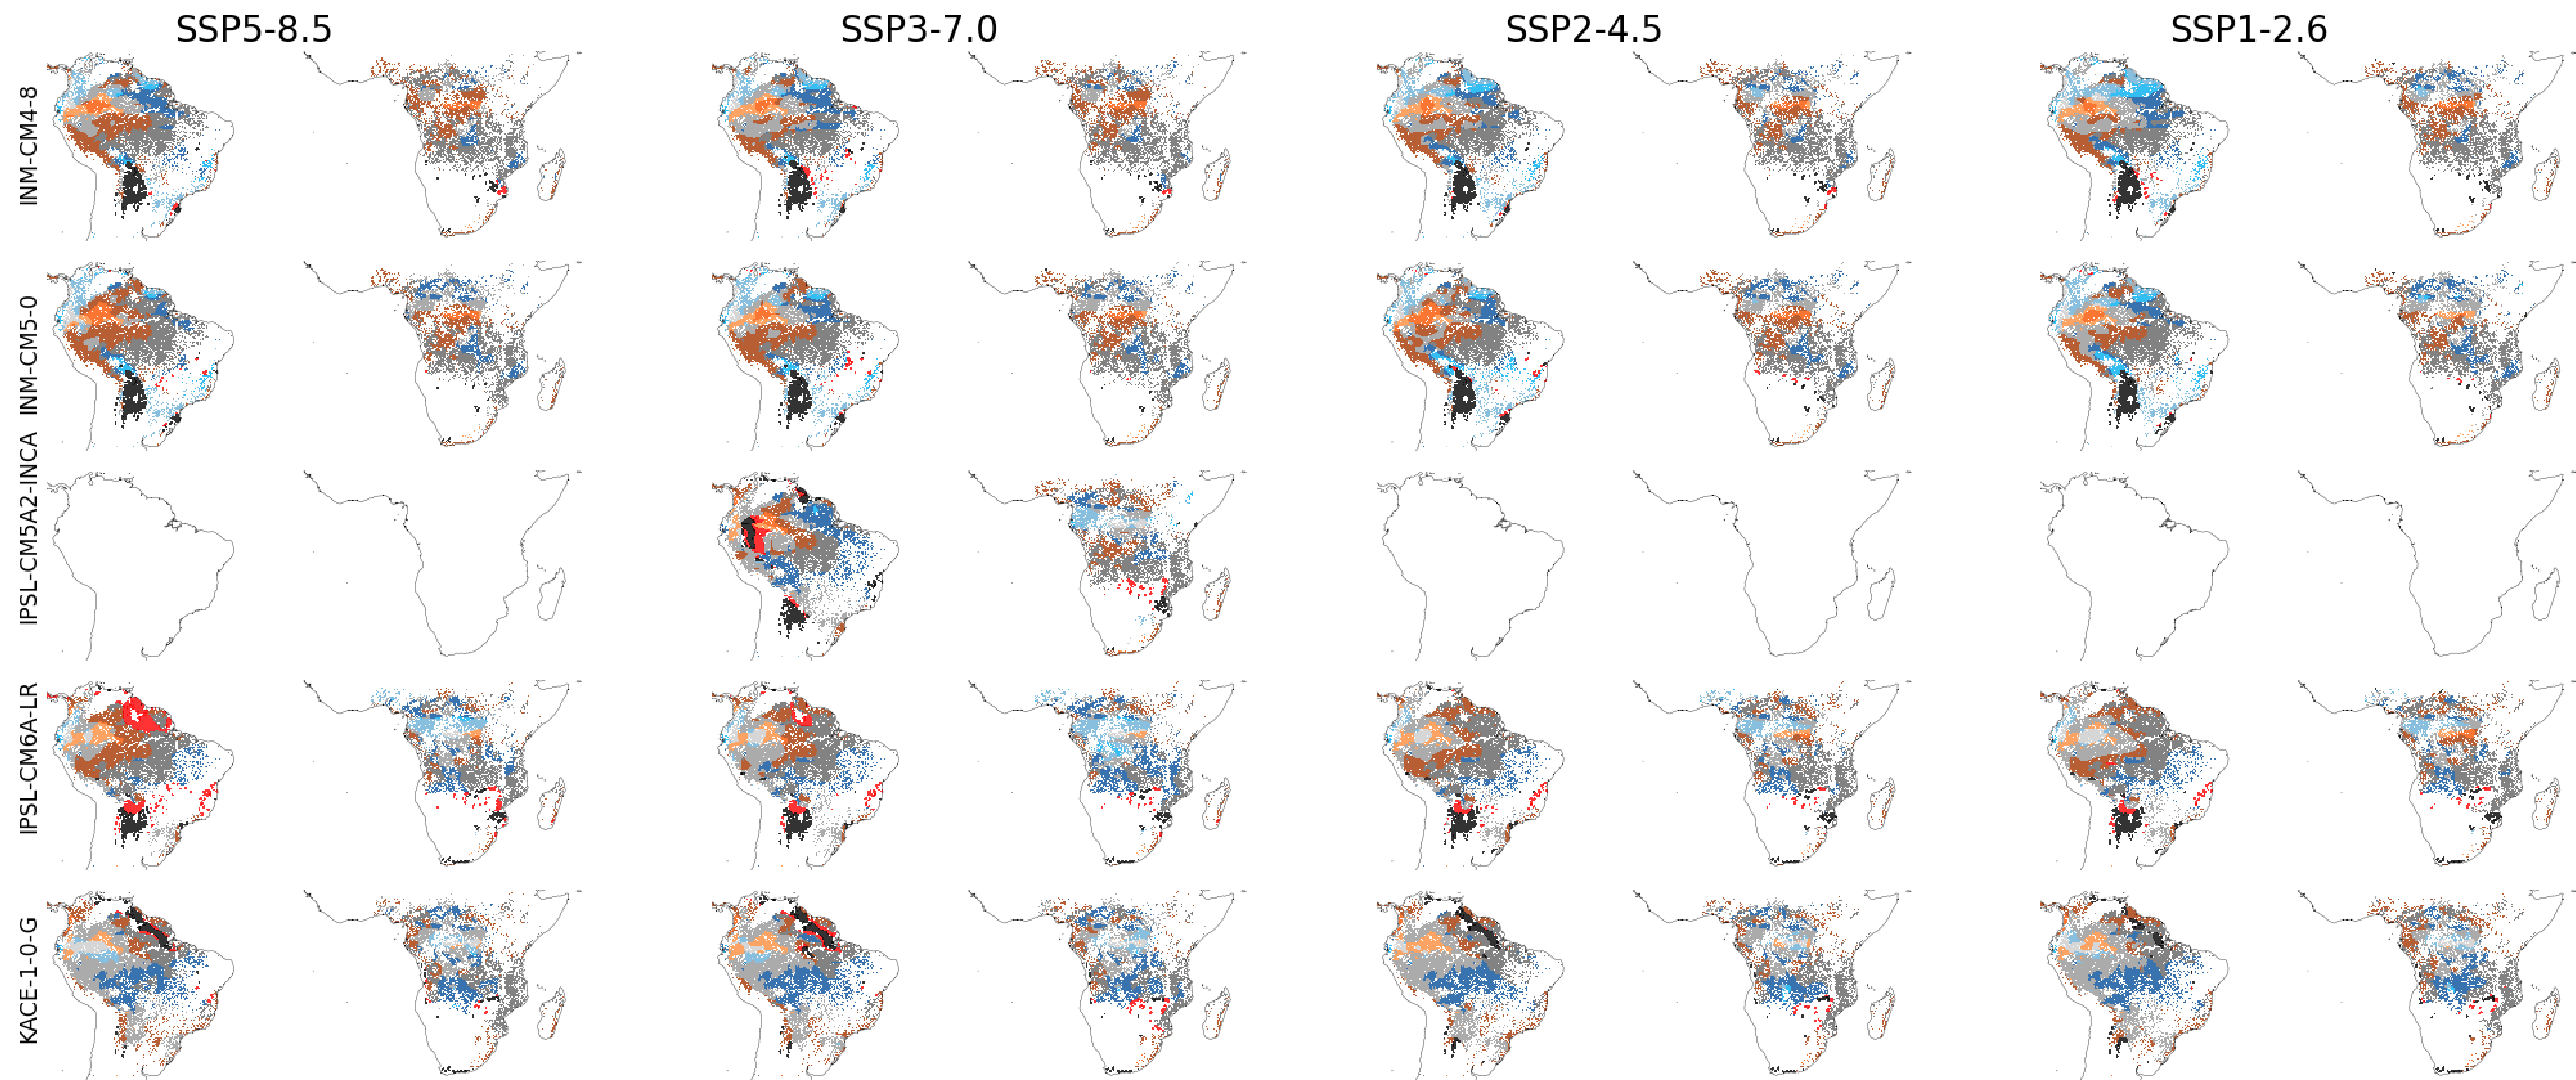 SSP5-8.5 SSP3-7.0 SSP2-4.5 SSP1-2.6
INM-CM4-8
INM-CM5-0
IPSL-CM5A2-INCA
IPSL-CM6A-LR
KACE-1-0-G